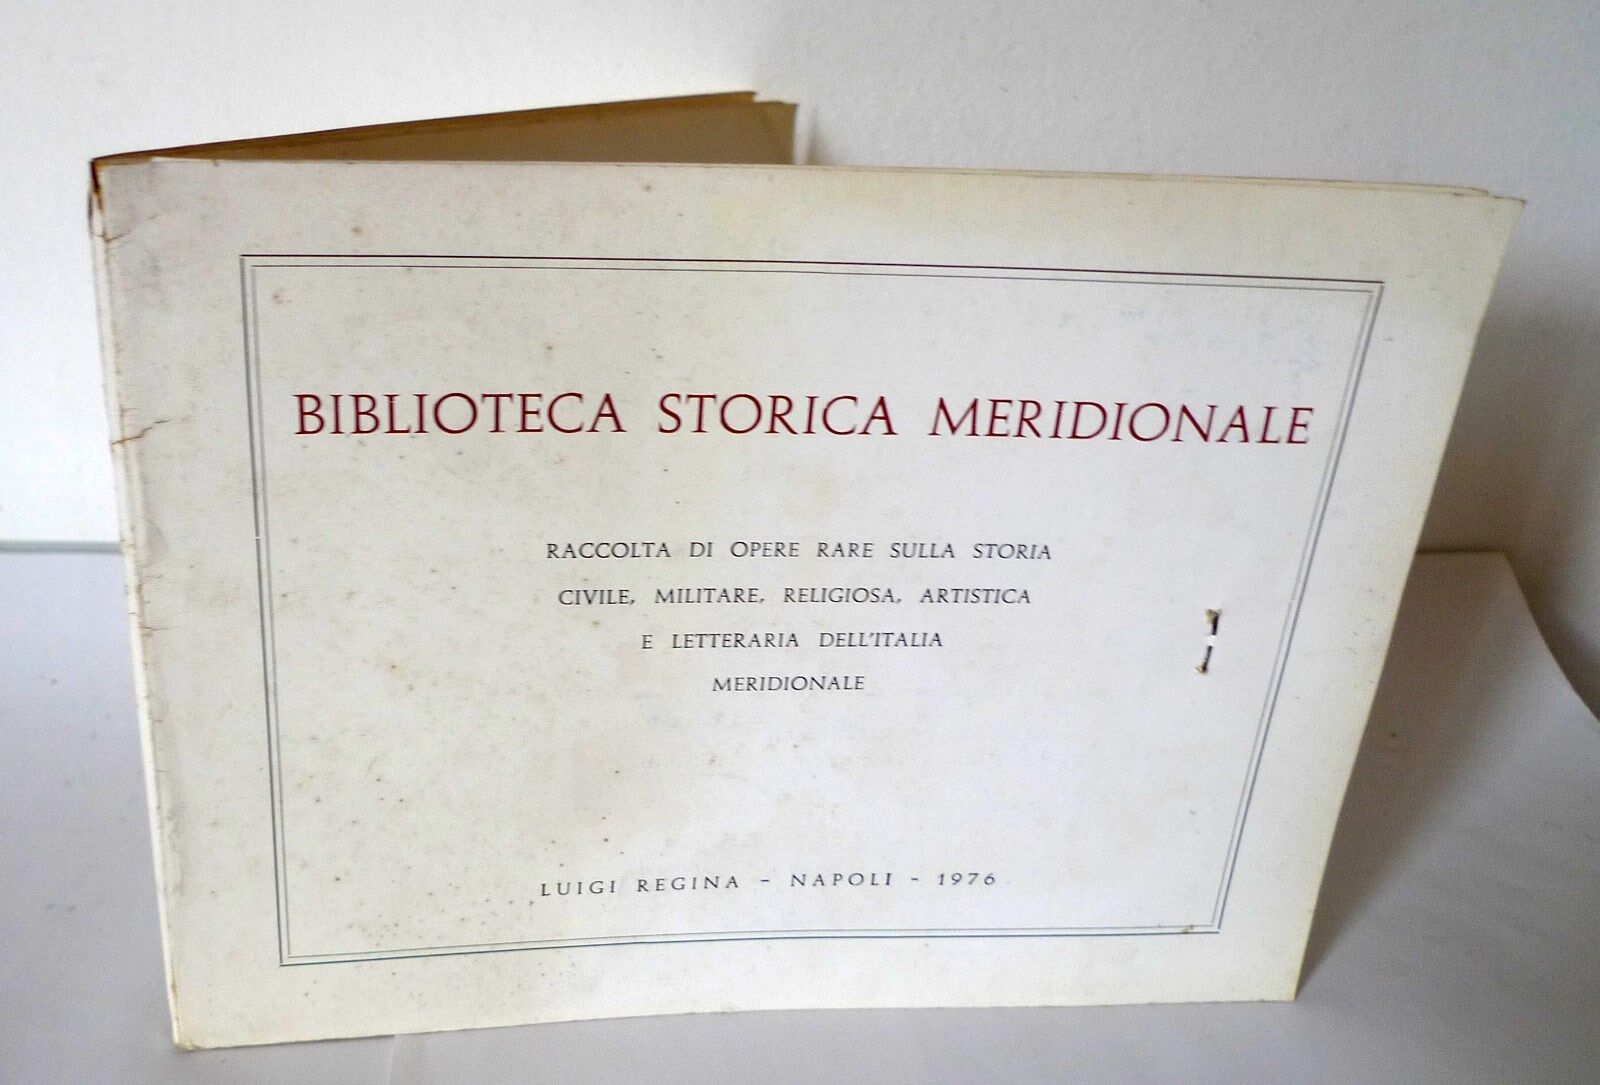 BIBLIOTECA STORICA MERIDIONALE
RACCOLTA DI OPERE RARE SULLA STORIA
CIVILE, MILITARE, RELIGIOSA, ARTISTICA
E LETTERARIA DELL'ITALIA
MERIDIONALE
LUIGI REGINA - NAPOLI - 1976